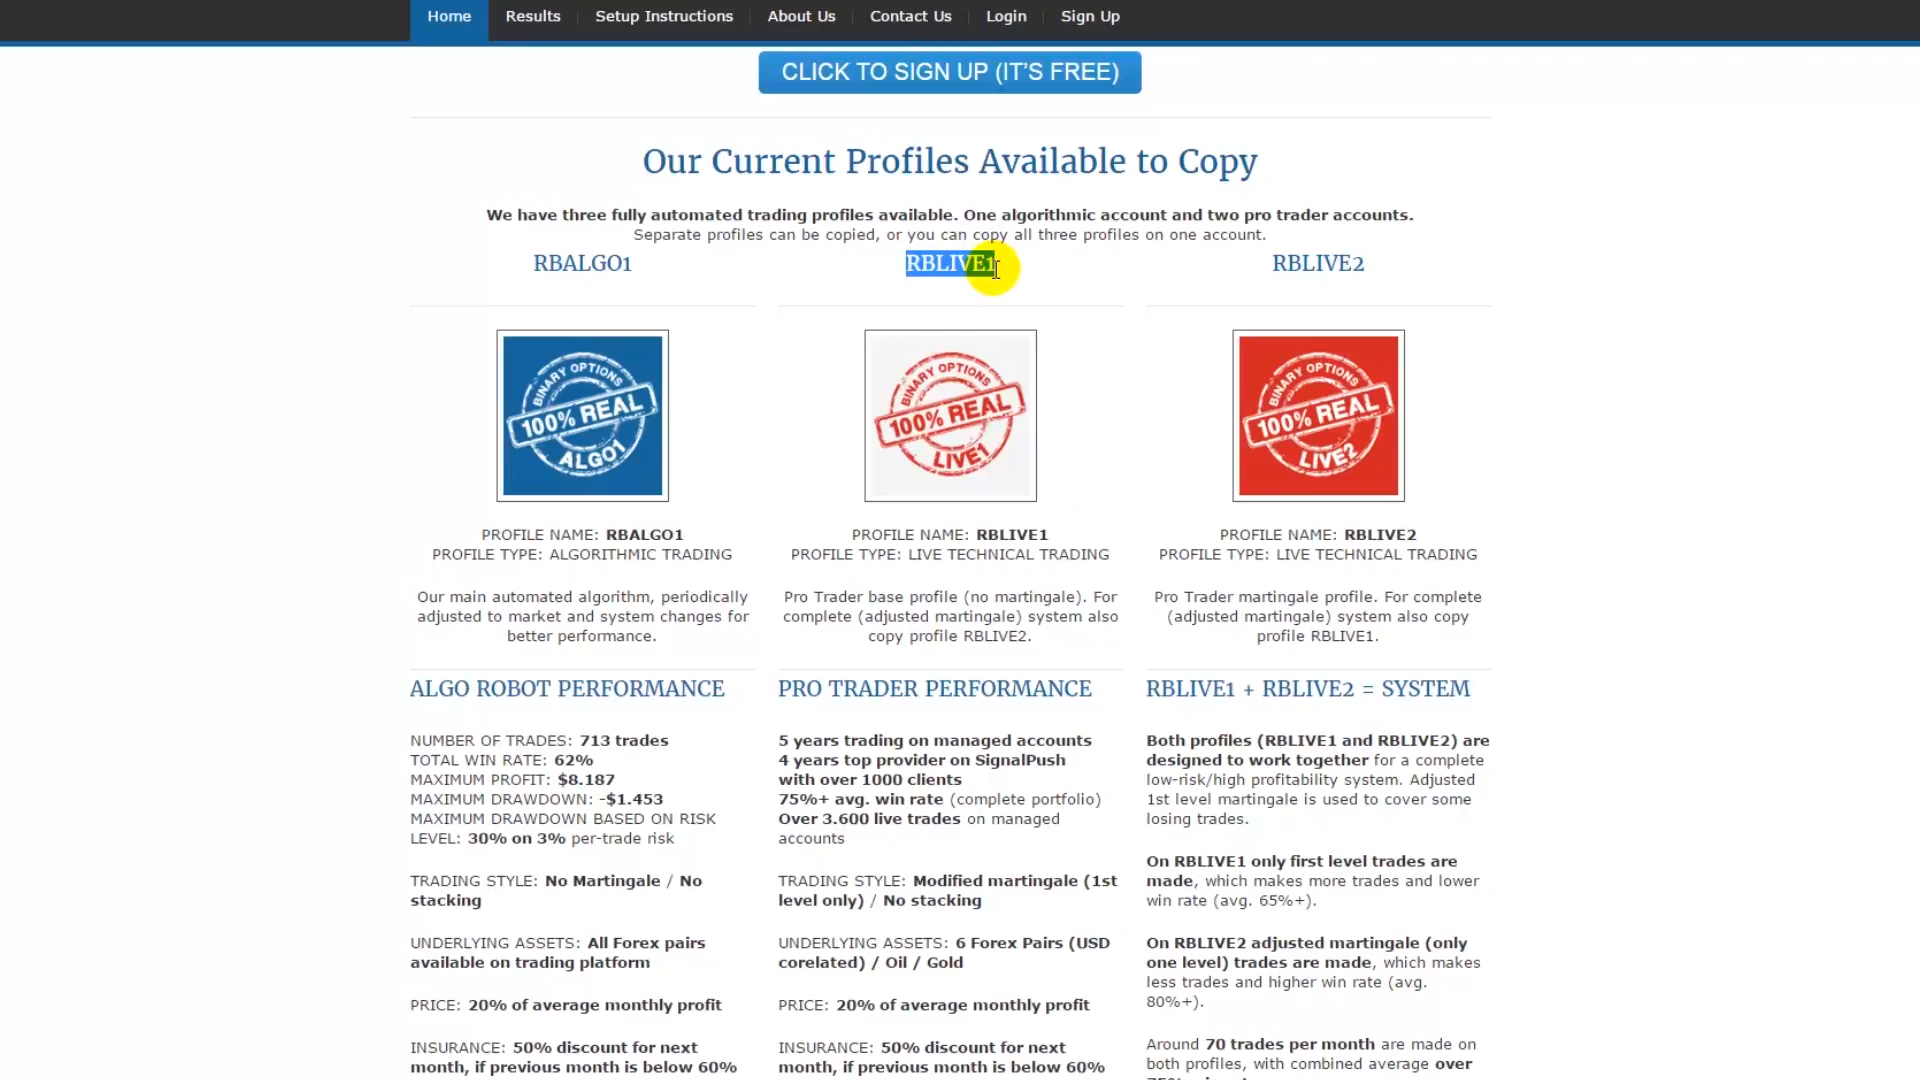 Home
Results
Setup Instructions
About Us
Contact Us
Login
Sign Up
CLICK TO SIGN UP (IT'S FREE)
Our Current Profiles Available to Copy
We have three fully automated trading profiles available. One algorithmic account and two pro trader accounts.
Separate profiles can be copied, or you can copy all three profiles on one account.
RBALGO1
BINARY OPTIONS
100% REAL
ALGO1
PROFILE NAME: RBALGO1
PROFILE TYPE: ALGORITHMIC TRADING
Our main automated algorithm, periodically
adjusted to market and system changes for
better performance.
ALGO ROBOT PERFORMANCE
NUMBER OF TRADES: 713 trades
TOTAL WIN RATE: 62%
MAXIMUM PROFIT: $8.187
MAXIMUM DRAWDOWN: -$1.453
MAXIMUM DRAWDOWN BASED ON RISK
LEVEL: 30% on 3% per-trade risk
TRADING STYLE: No Martingale / No
stacking
UNDERLYING ASSETS: All Forex pairs
available on trading platform
PRICE: 20% of average monthly profit
INSURANCE: 50% discount for next
month, if previous month is below 60%
RBLIVE1
BINARY OPTIONS
100% REAL
LIVE1
PROFILE NAME: RBLIVE1
PROFILE TYPE: LIVE TECHNICAL TRADING
Pro Trader base profile (no martingale). For
complete (adjusted martingale) system also
copy profile RBLIVE2.
PRO TRADER PERFORMANCE
5 years trading on managed accounts
4 years top provider on SignalPush
with over 1000 clients
75%+ avg. win rate (complete portfolio)
Over 3.600 live trades on managed
accounts
TRADING STYLE: Modified martingale (1st
level only) / No stacking
UNDERLYING ASSETS: 6 Forex Pairs (USD
corelated) / Oil / Gold
PRICE: 20% of average monthly profit
INSURANCE: 50% discount for next
month, if previous month is below 60%
RBLIVE2
BINARY OPTIONS
100% REAL
LIVE2
PROFILE NAME: RBLIVE2
PROFILE TYPE: LIVE TECHNICAL TRADING
Pro Trader martingale profile. For complete
(adjusted martingale) system also copy
profile RBLIVE1.
RBLIVE1 + RBLIVE2 = SYSTEM
Both profiles (RBLIVE1 and RBLIVE2) are
designed to work together for a complete
low-risk/high profitability system. Adjusted
1st level martingale is used to cover some
losing trades.
On RBLIVE1 only first level trades are
made, which makes more trades and lower
win rate (avg. 65%+).
On RBLIVE2 adjusted martingale (only
one level) trades are made, which makes
less trades and higher win rate (avg.
80%+).
Around 70 trades per month are made on
both profiles, with combined average over